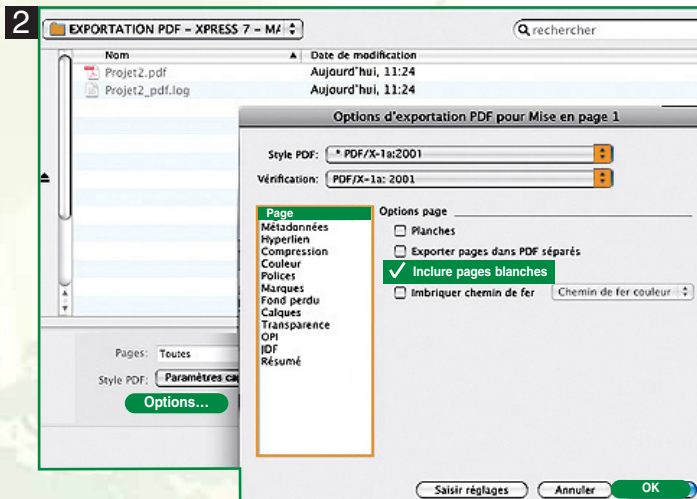 2
EXPORTATION PDF – XPRESS 7 – MA
rechercher
Nom Date de modification
Projet2.pdf Aujourd'hui, 11:24
Projet2_pdf.log Aujourd'hui, 11:24
Options d'exportation PDF pour Mise en page 1
Style PDF: * PDF/X-1a:2001
Vérification: PDF/X-1a: 2001
Page
Métadonnées
Hyperlien
Compression
Couleur
Polices
Marques
Fond perdu
Calques
Transparence
OPI
JDF
Résumé
Options page
Planches
Exporter pages dans PDF séparés
Inclure pages blanches
Imbriquer chemin de fer Chemin de fer couleur
Pages: Toutes
Style PDF: Paramètres ca
Options...
Saisir réglages Annuler OK